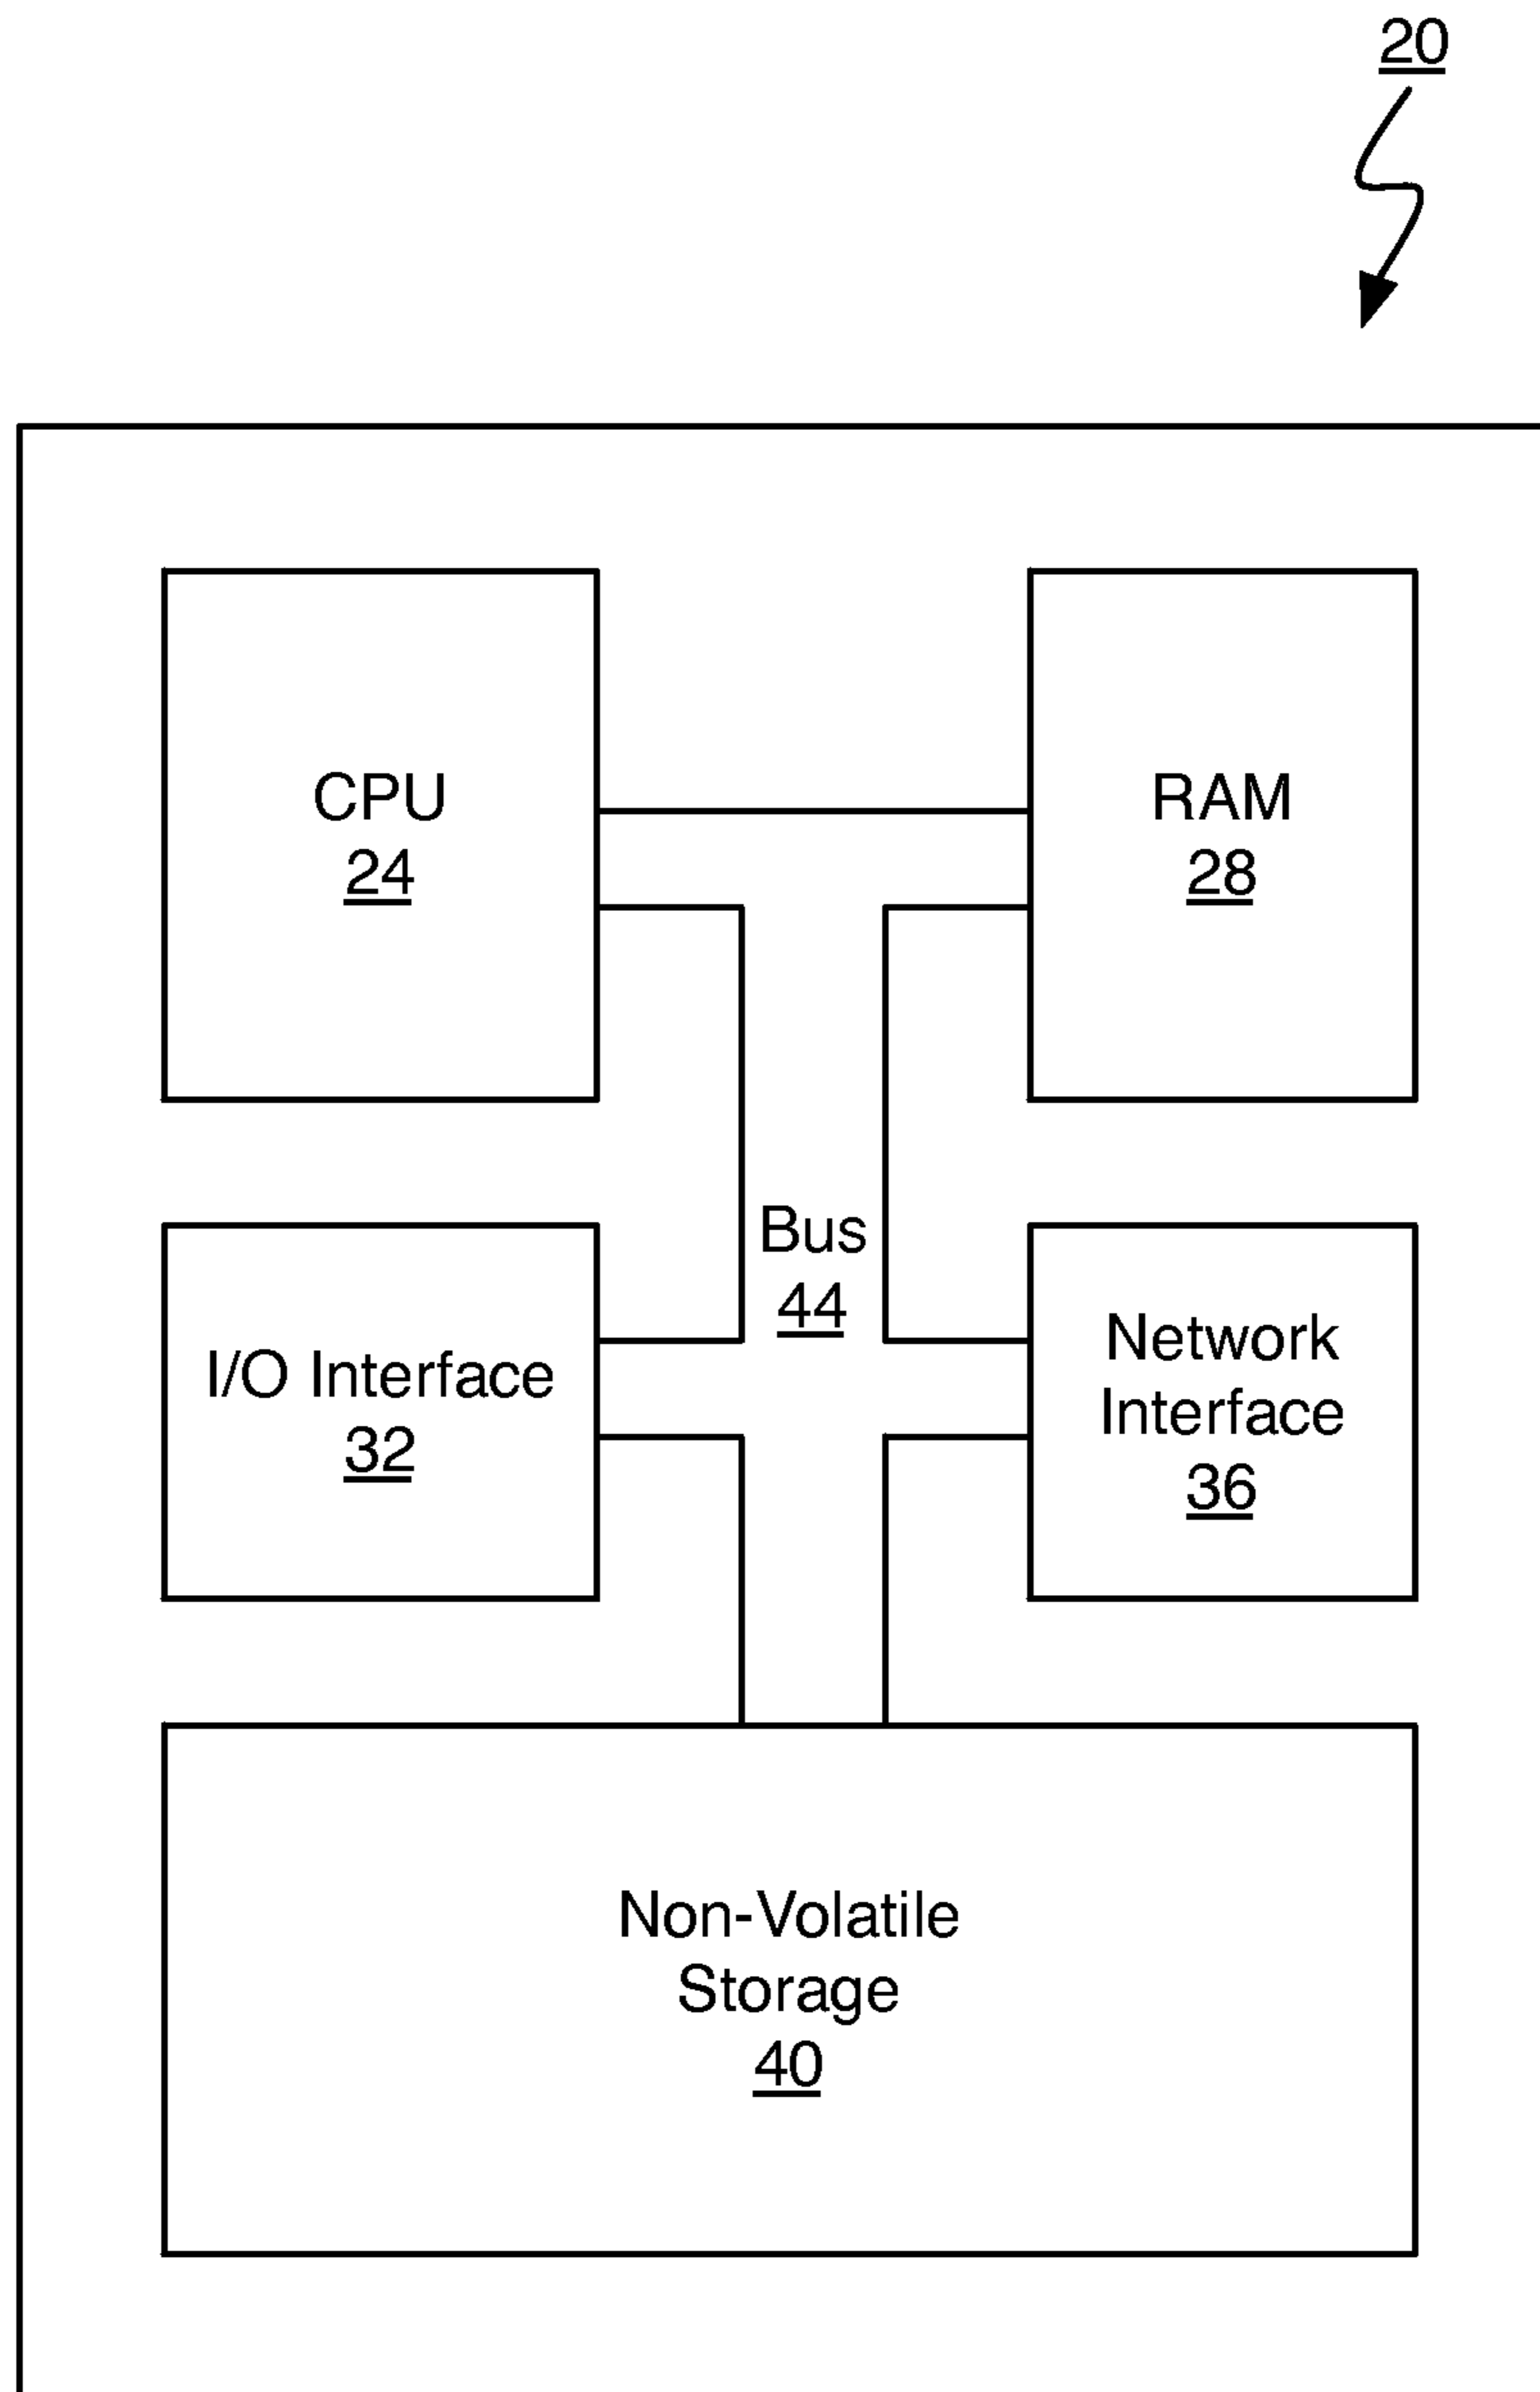 20
CPU
24
RAM
28
Bus
44
I/O Interface
32
Network
Interface
36
Non-Volatile
Storage
40